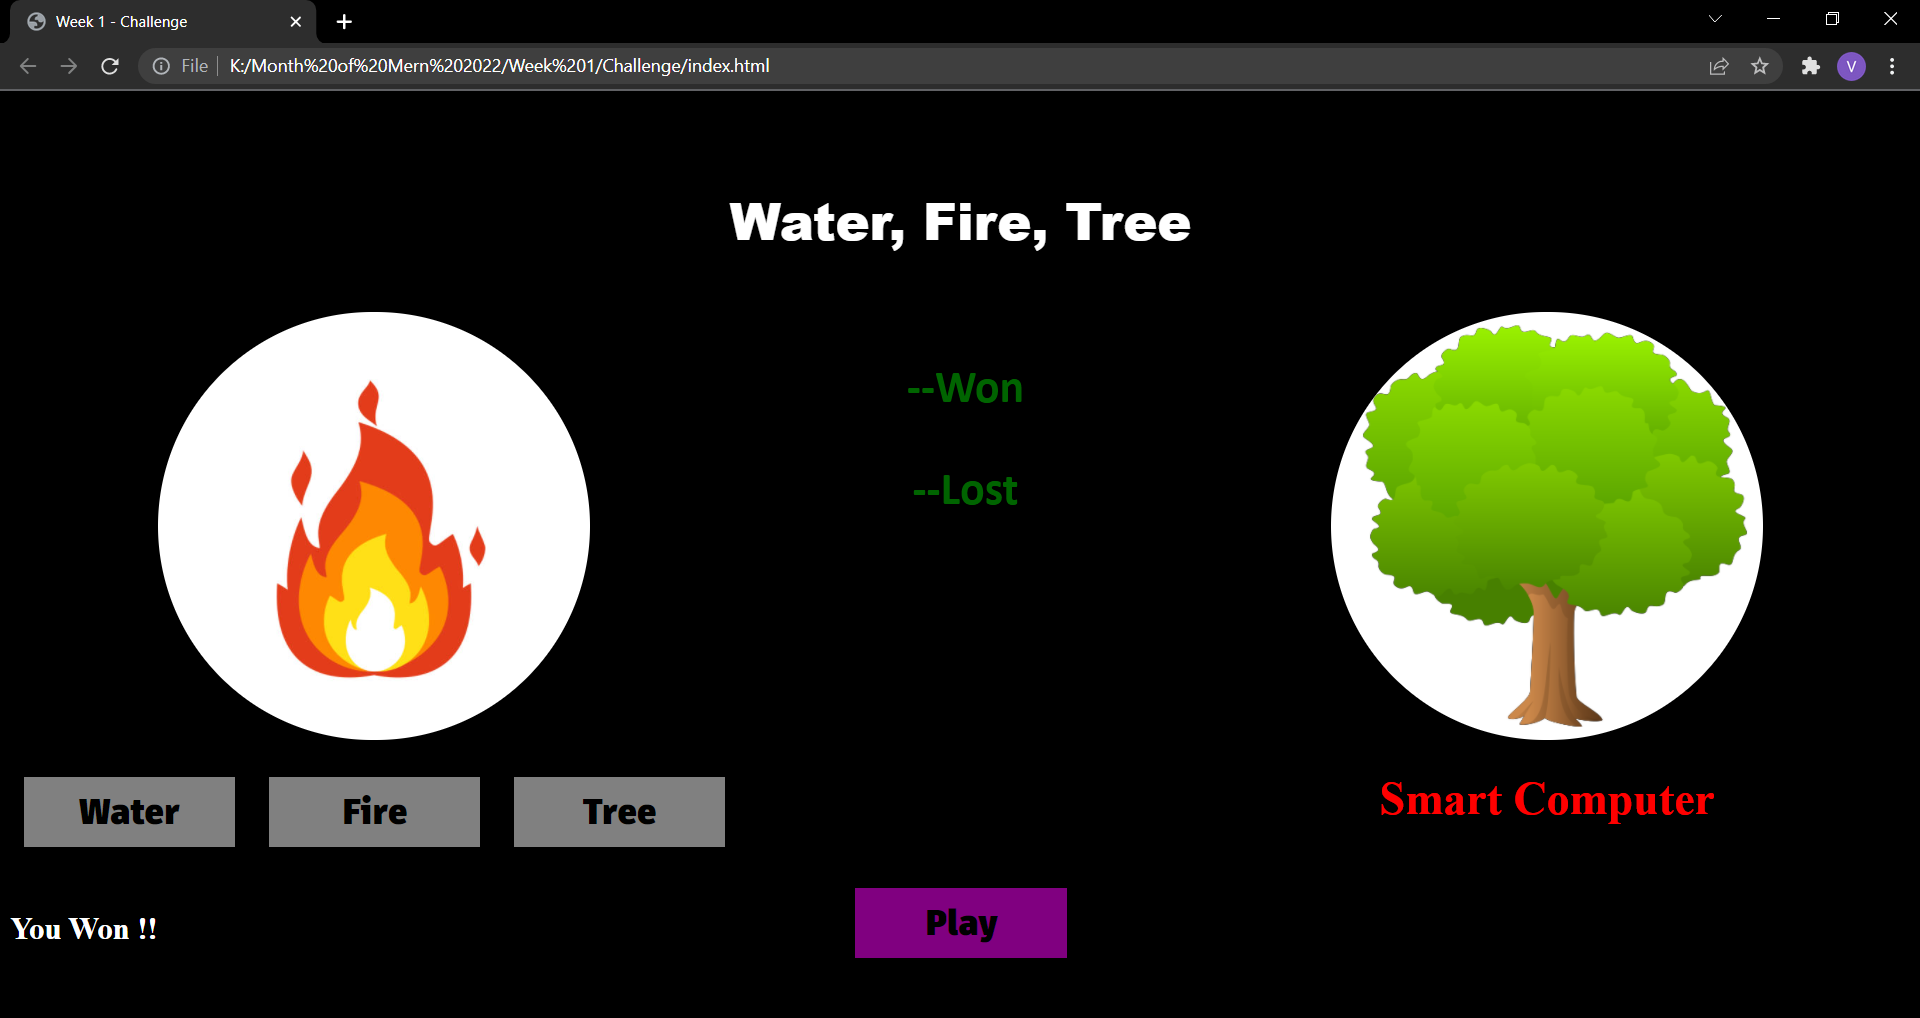 Week 1 - Challenge
File K:/Month%20of%20Mern%202022/Week%201/Challenge/index.html
V
Water, Fire, Tree
--Won
--Lost
Water Fire Tree
Smart Computer
You Won !!
Play